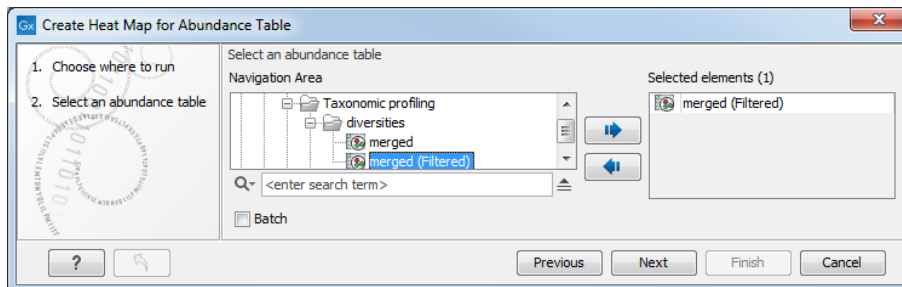 Gx Create Heat Map for Abundance Table
X
1. Choose where to run
2. Select an abundance table
Select an abundance table
Navigation Area
Taxonomic profiling
diversities
merged
merged (Filtered)
<enter search term>
Batch
Selected elements (1)
merged (Filtered)
?
Previous
Next
Finish
Cancel